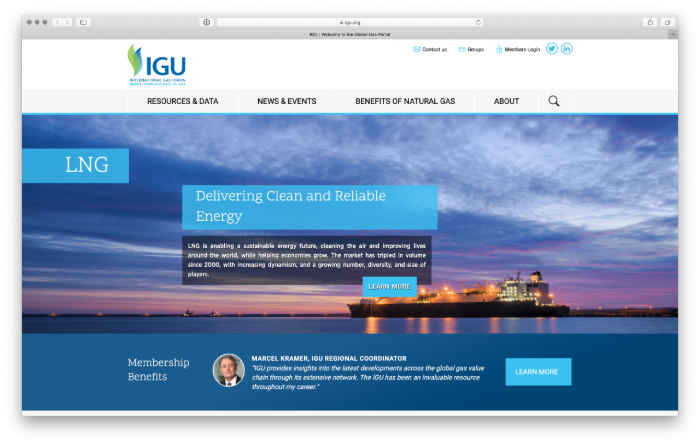 igu.org
IGU | Welcome to the Global Gas Portal
Contact us
Groups
Members Login
IGU
INTERNATIONAL GAS UNION
RESOURCES & DATA
NEWS & EVENTS
BENEFITS OF NATURAL GAS
ABOUT
LNG
Delivering Clean and Reliable
Energy
LNG is enabling a sustainable energy future, cleaning the air and improving lives
around the world, while helping economies grow. The market has tripled in volume
since 2000, with increasing dynamism, and a growing number, diversity, and size of
players.
LEARN MORE
Membership
Benefits
MARCEL KRAMER, IGU REGIONAL COORDINATOR
"IGU provides insights into the latest developments across the global gas value
chain through its extensive network. The IGU has been an invaluable resource
throughout my career."
LEARN MORE